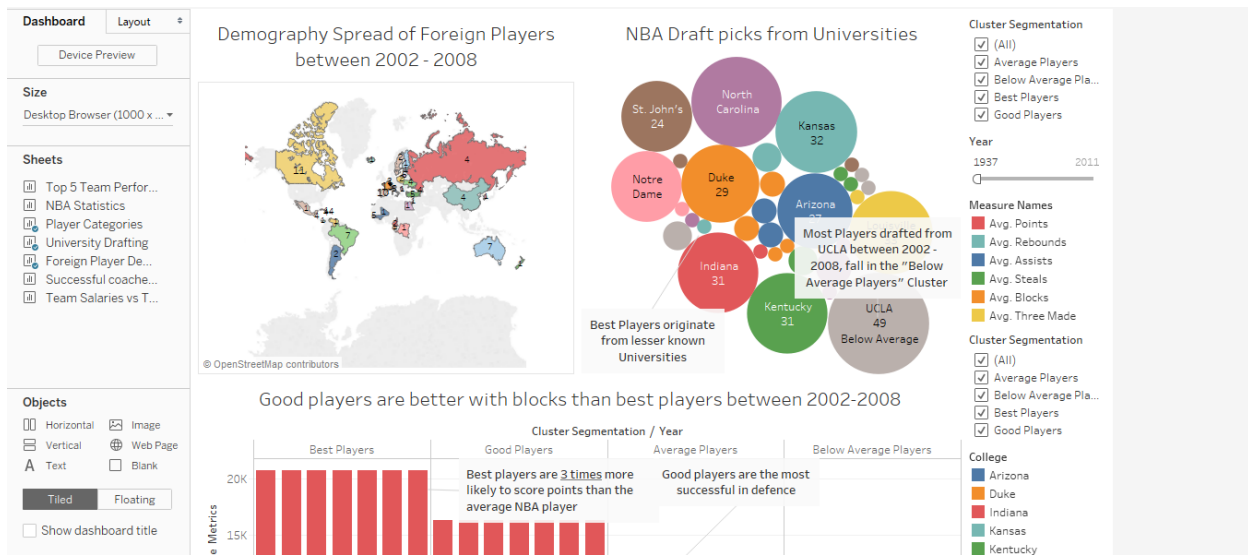 Dashboard
Layout
Device Preview
Size
Desktop Browser (1000 x ...
Sheets
Top 5 Team Perfor...
NBA Statistics
Player Categories
University Drafting
Foreign Player De...
Successful coache...
Team Salaries vs T...
Objects
Horizontal
Image
Vertical
Web Page
A Text
Blank
Tiled
Floating
Show dashboard title
Demography Spread of Foreign Players
between 2002 - 2008
11
4
4
7
7
2
10
© OpenStreetMap contributors
NBA Draft picks from Universities
St. John's
24
North
Carolina
Kansas
32
Notre
Dame
Duke
29
Arizona
Most Players drafted from
UCLA between 2002 -
2008, fall in the "Below
Average Players" Cluster
Indiana
31
Kentucky
31
UCLA
49
Below Average
Best Players originate
from lesser known
Universities
Good players are better with blocks than best players between 2002-2008
Cluster Segmentation / Year
Best Players
Good Players
Average Players
Below Average Players
20K
15K
Best players are 3 times more
likely to score points than the
average NBA player
Good players are the most
successful in defence
Metrics
Cluster Segmentation
(All)
Average Players
Below Average Pla...
Best Players
Good Players
Year
1937
2011
Measure Names
Avg. Points
Avg. Rebounds
Avg. Assists
Avg. Steals
Avg. Blocks
Avg. Three Made
Cluster Segmentation
(All)
Average Players
Below Average Pla...
Best Players
Good Players
College
Arizona
Duke
Indiana
Kansas
Kentucky